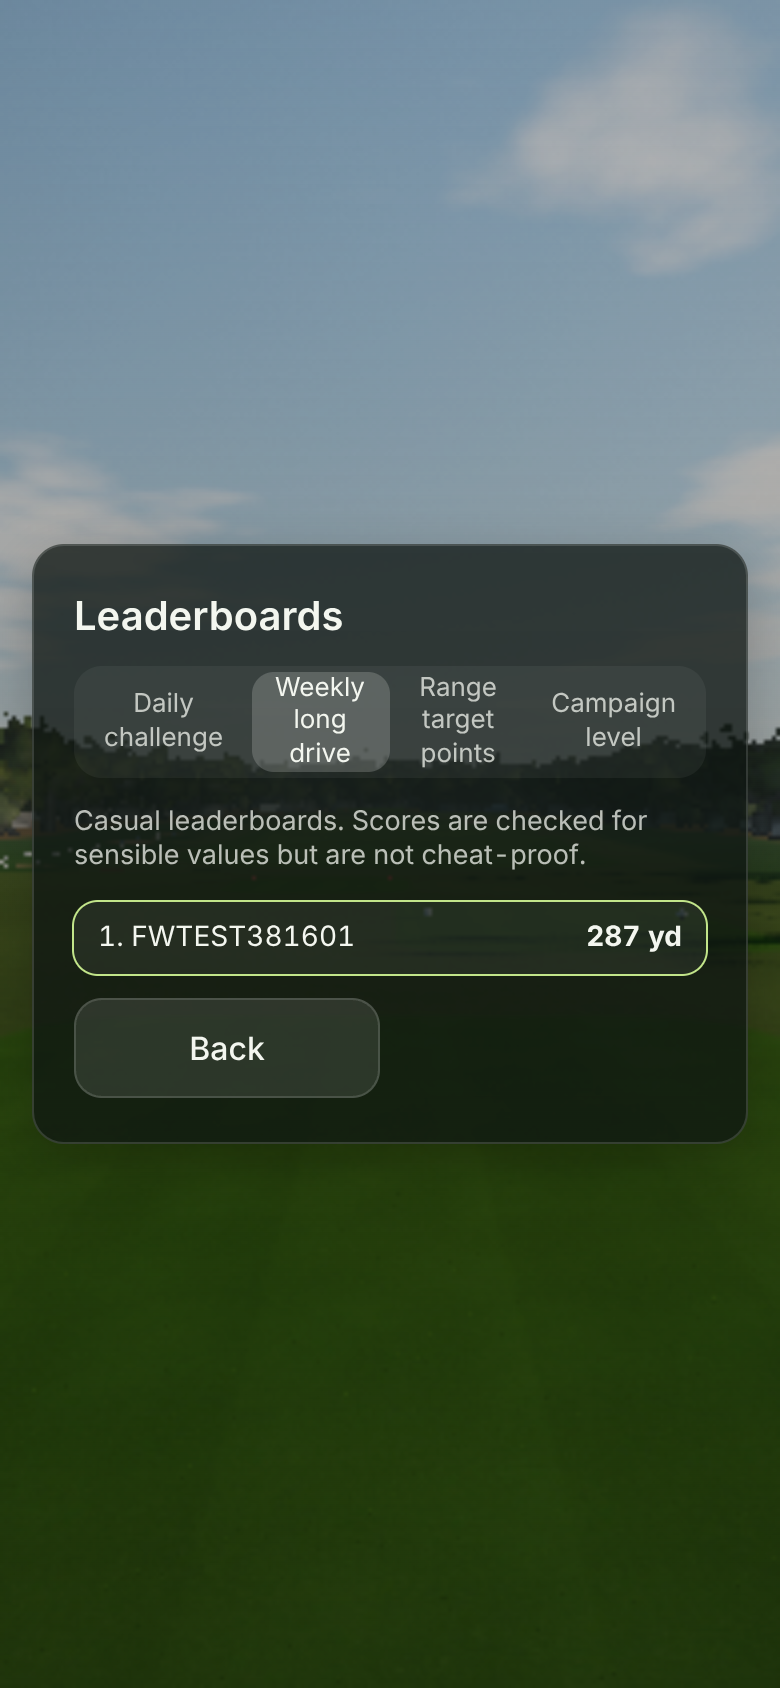 Leaderboards
Daily
challenge
Weekly
long
drive
Range
target
points
Campaign
level
Casual leaderboards. Scores are checked for
sensible values but are not cheat-proof.
1. FWTEST381601 287 yd
Back